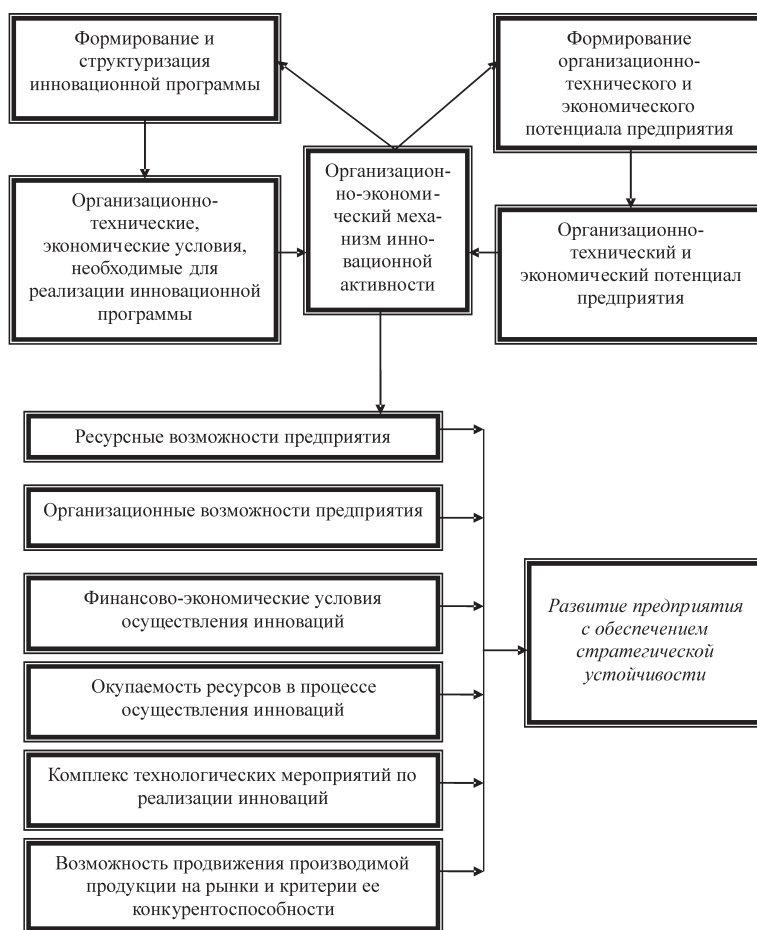 Формирование и
структуризация
инновационной программы
Формирование
организационно-
технического и
экономического
потенциала предприятия
Организацион-
но-экономи-
ческий меха-
низм инно-
вационной
активности
Организационно-
технические,
экономические условия,
необходимые для
реализации инновационной
программы
Организационно-
технический и
экономический потенциал
предприятия
Ресурсные возможности предприятия
Организационные возможности предприятия
Финансово-экономические условия
осуществления инноваций
Окупаемость ресурсов в процессе
осуществления инноваций
Комплекс технологических мероприятий по
реализации инноваций
Возможность продвижения производимой
продукции на рынки и критерии ее
конкурентоспособности
Развитие предприятия
с обеспечением
стратегической
устойчивости